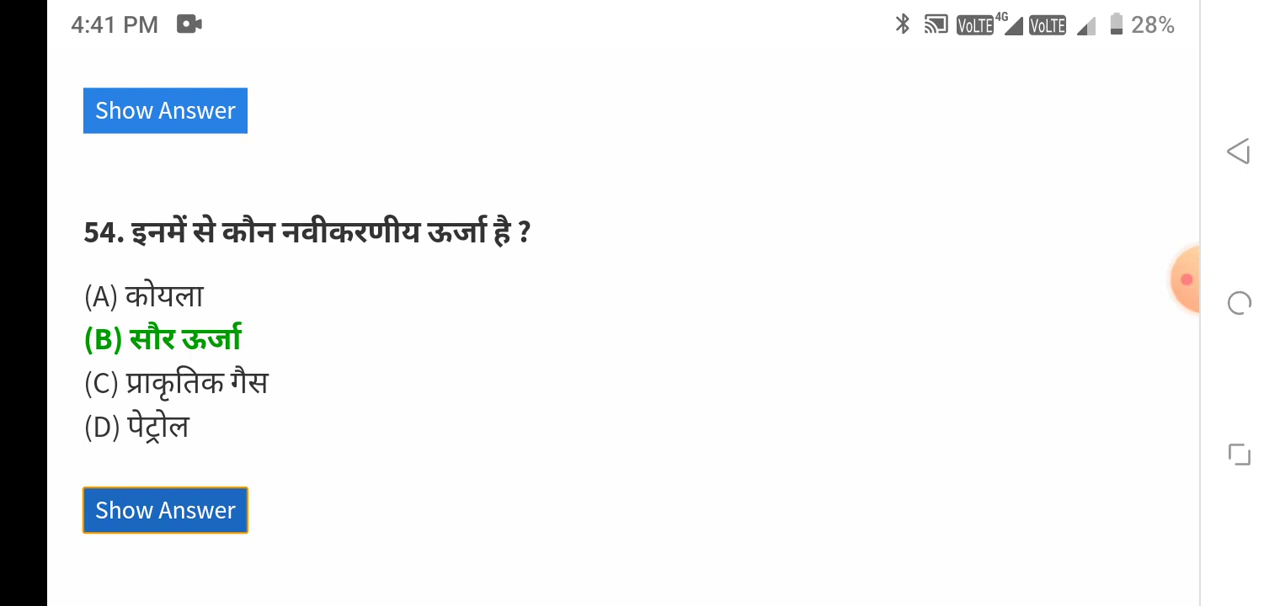 4:41 PM VoLTE 4G VoLTE 28%
Show Answer
54. इनमें से कौन नवीकरणीय ऊर्जा है ?
(A) कोयला
(B) सौर ऊर्जा
(C) प्राकृतिक गैस
(D) पेट्रोल
Show Answer